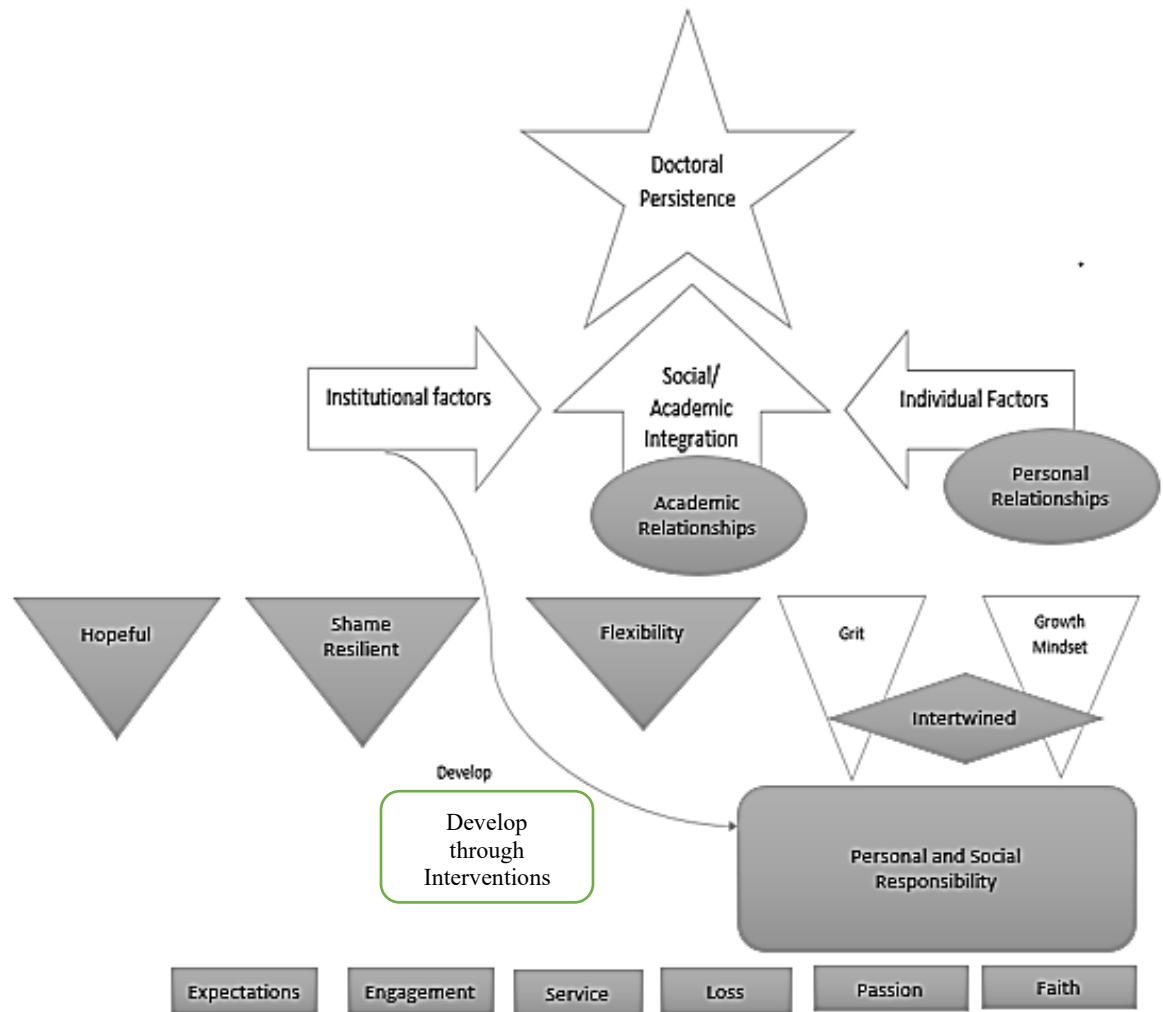 Doctoral
Persistence
Institutional factors
Social/
Academic
Integration
Individual Factors
Academic
Relationships
Personal
Relationships
Hopeful
Shame
Resilient
Flexibility
Grit
Growth
Mindset
Intertwined
Develop
Develop
through
Interventions
Personal and Social
Responsibility
Expectations
Engagement
Service
Loss
Passion
Faith